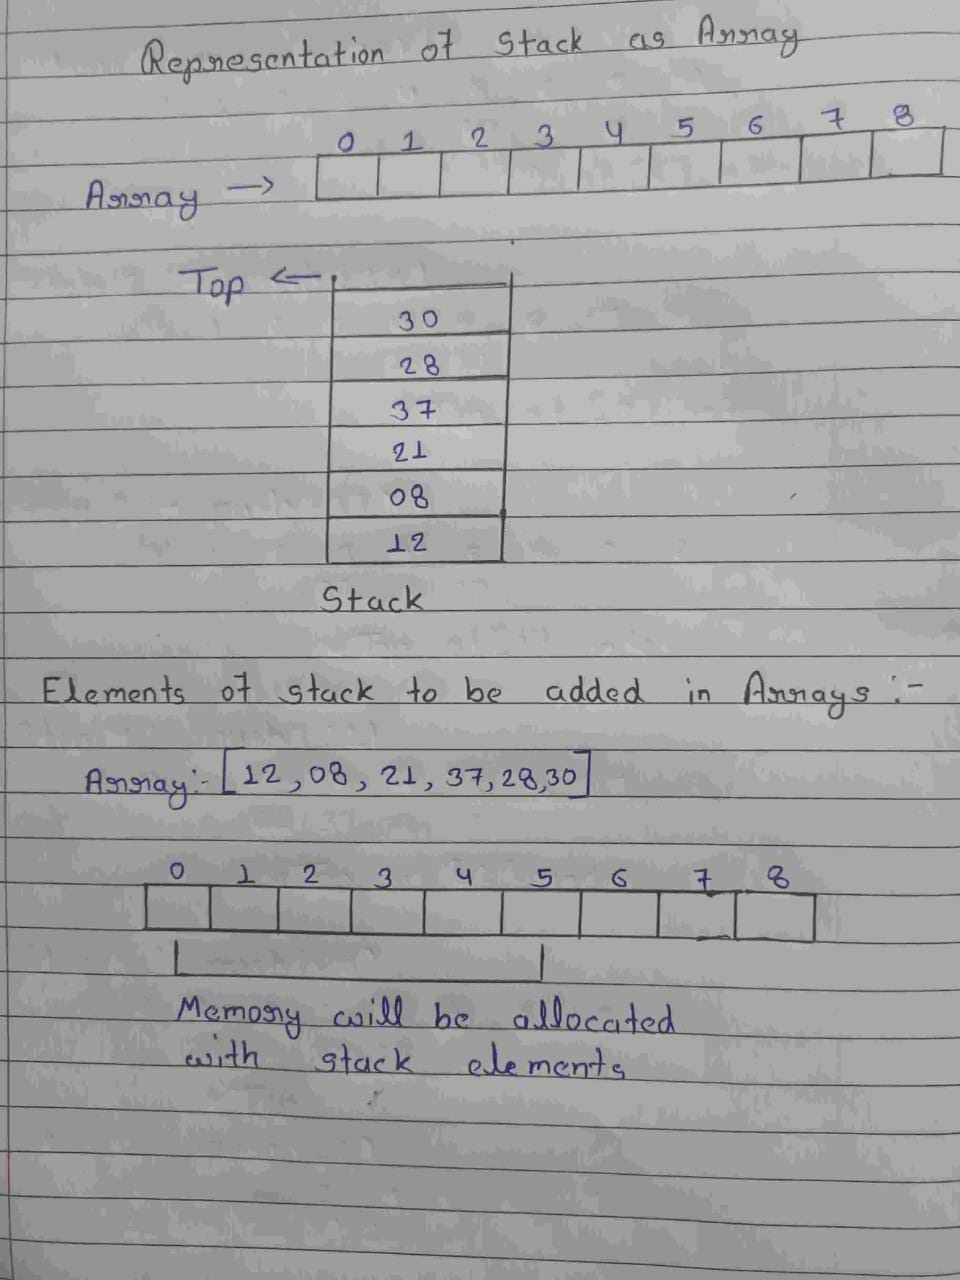 Representation of Stack as Array
0 1 2 3 4 5 6 7 8
Array →
Top ←
30
28
37
21
08
12
Stack
Elements of stack to be added in Arrays :-
Array:- [12, 08, 21, 37, 28, 30]
0 1 2 3 4 5 6 7 8
Memory will be allocated
with stack elements